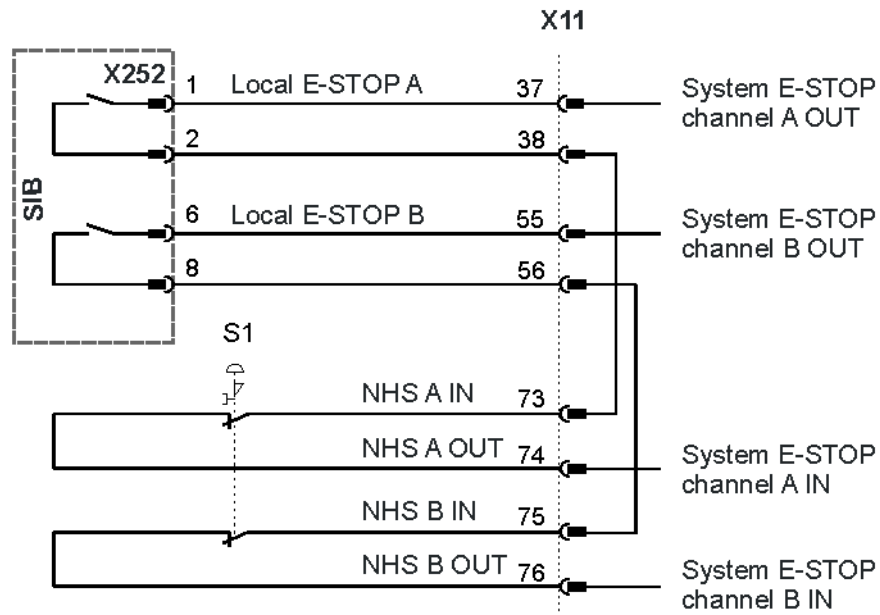 X11
X252
1 Local E-STOP A 37
System E-STOP
channel A OUT
2 38
SIB
6 Local E-STOP B 55
System E-STOP
channel B OUT
8 56
S1
NHS A IN 73
NHS A OUT 74
System E-STOP
channel A IN
NHS B IN 75
NHS B OUT 76
System E-STOP
channel B IN